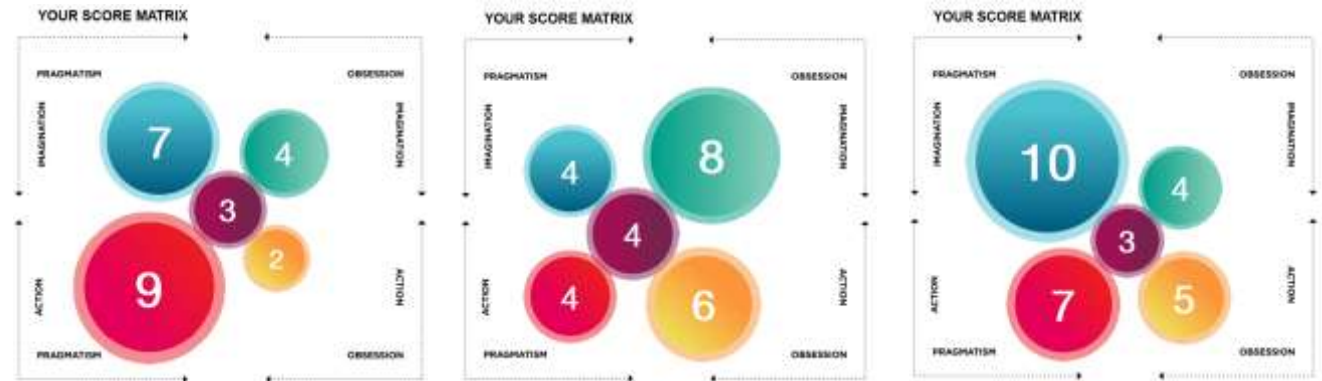 YOUR SCORE MATRIX
PRAGMATISM
OBSESSION
IMAGINATION
IMAGINATION
7
4
3
2
9
ACTION
ACTION
PRAGMATISM
OBSESSION
YOUR SCORE MATRIX
PRAGMATISM
OBSESSION
IMAGINATION
IMAGINATION
4
8
4
4
6
ACTION
ACTION
PRAGMATISM
OBSESSION
YOUR SCORE MATRIX
PRAGMATISM
OBSESSION
IMAGINATION
IMAGINATION
10
4
3
7
5
ACTION
ACTION
PRAGMATISM
OBSESSION